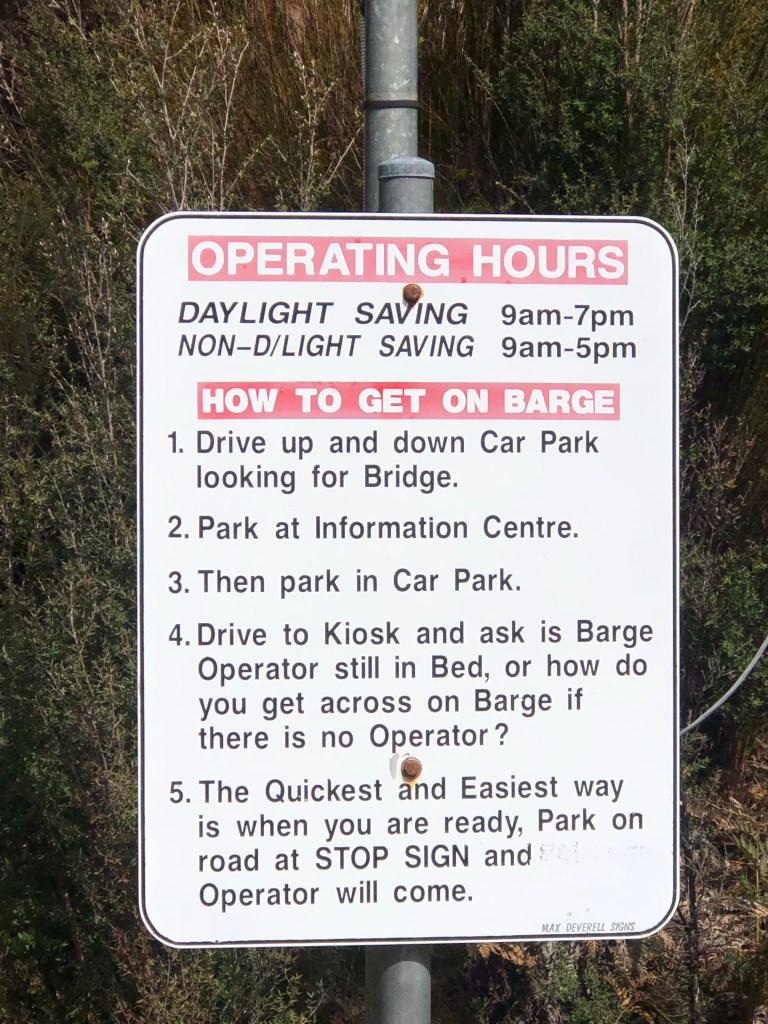 OPERATING HOURS
DAYLIGHT SAVING 9am-7pm
NON-D/LIGHT SAVING 9am-5pm
HOW TO GET ON BARGE
1. Drive up and down Car Park
looking for Bridge.
2. Park at Information Centre.
3. Then park in Car Park.
4. Drive to Kiosk and ask is Barge
Operator still in Bed, or how do
you get across on Barge if
there is no Operator?
5. The Quickest and Easiest way
is when you are ready, Park on
road at STOP SIGN and
Operator will come.
MAX DEVERELL SIGNS